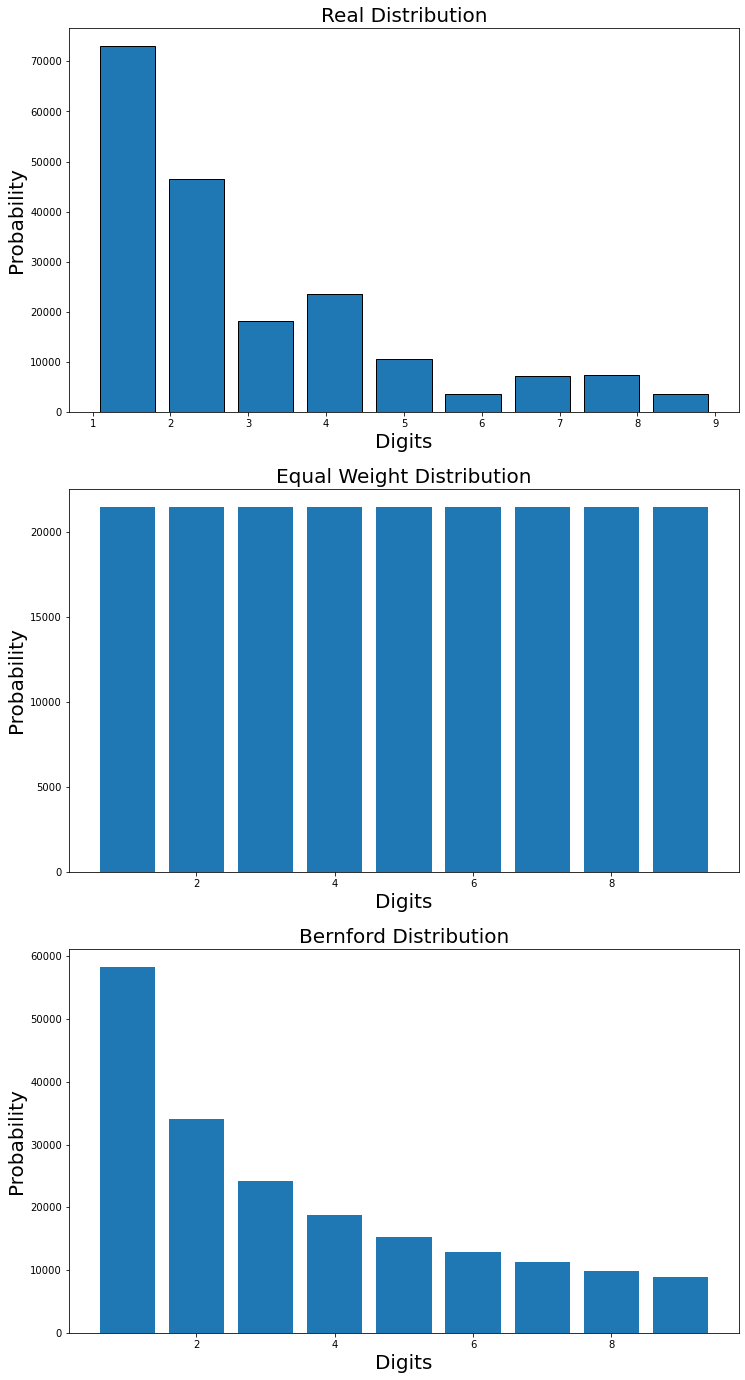 Real Distribution
70000
60000
50000
40000
30000
20000
10000
0
Probability
1 2 3 4 5 6 7 8 9
Digits
Equal Weight Distribution
20000
15000
10000
5000
0
Probability
2 4 6 8
Digits
Bernford Distribution
60000
50000
40000
30000
20000
10000
0
Probability
2 4 6 8
Digits